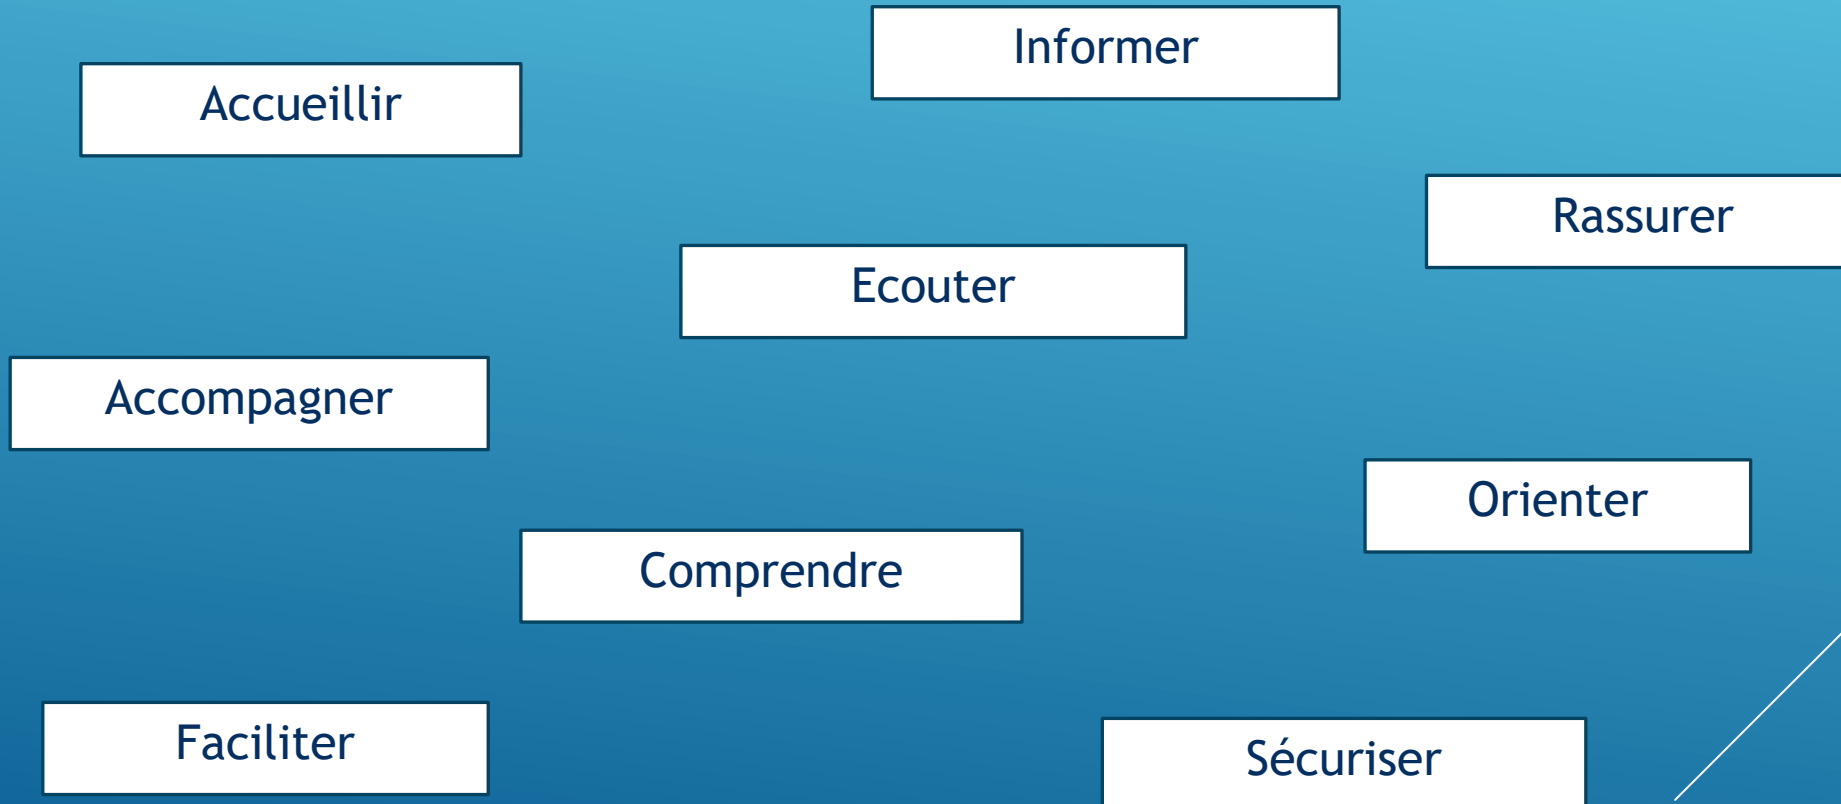 Informer
Accueillir
Rassurer
Ecouter
Accompagner
Orienter
Comprendre
Faciliter
Sécuriser